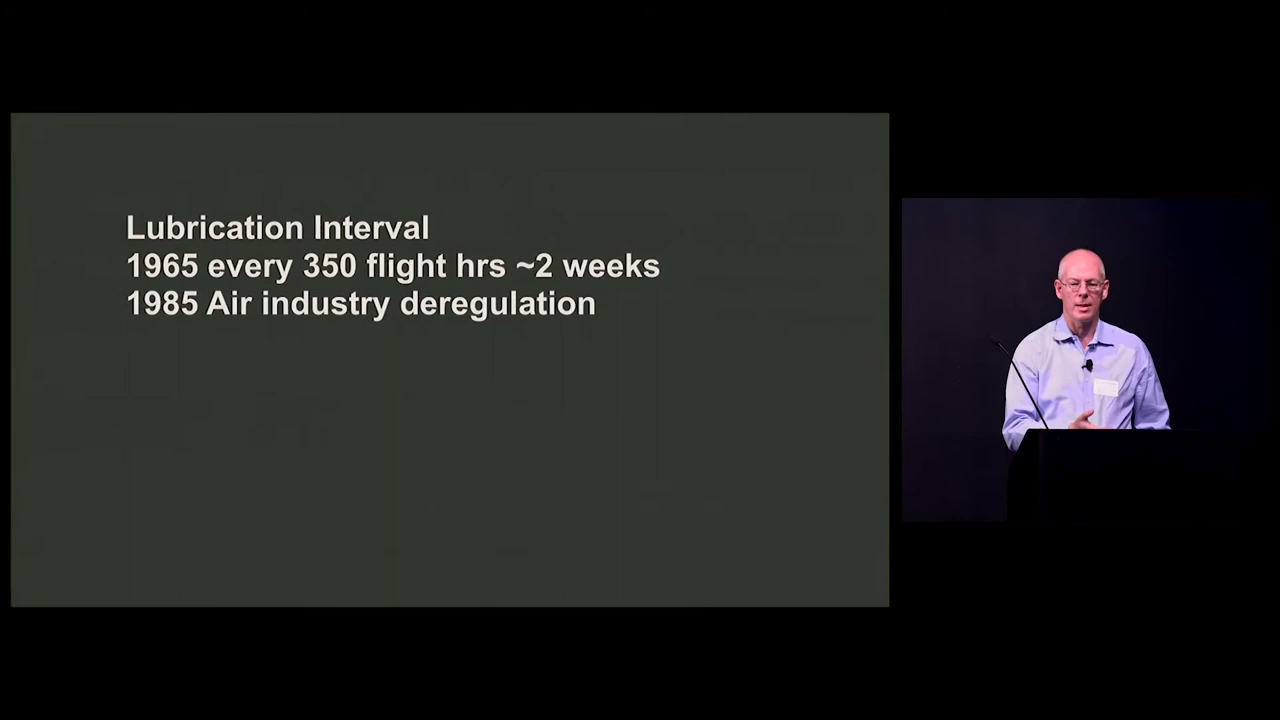 Lubrication Interval
1965 every 350 flight hrs ~2 weeks
1985 Air industry deregulation